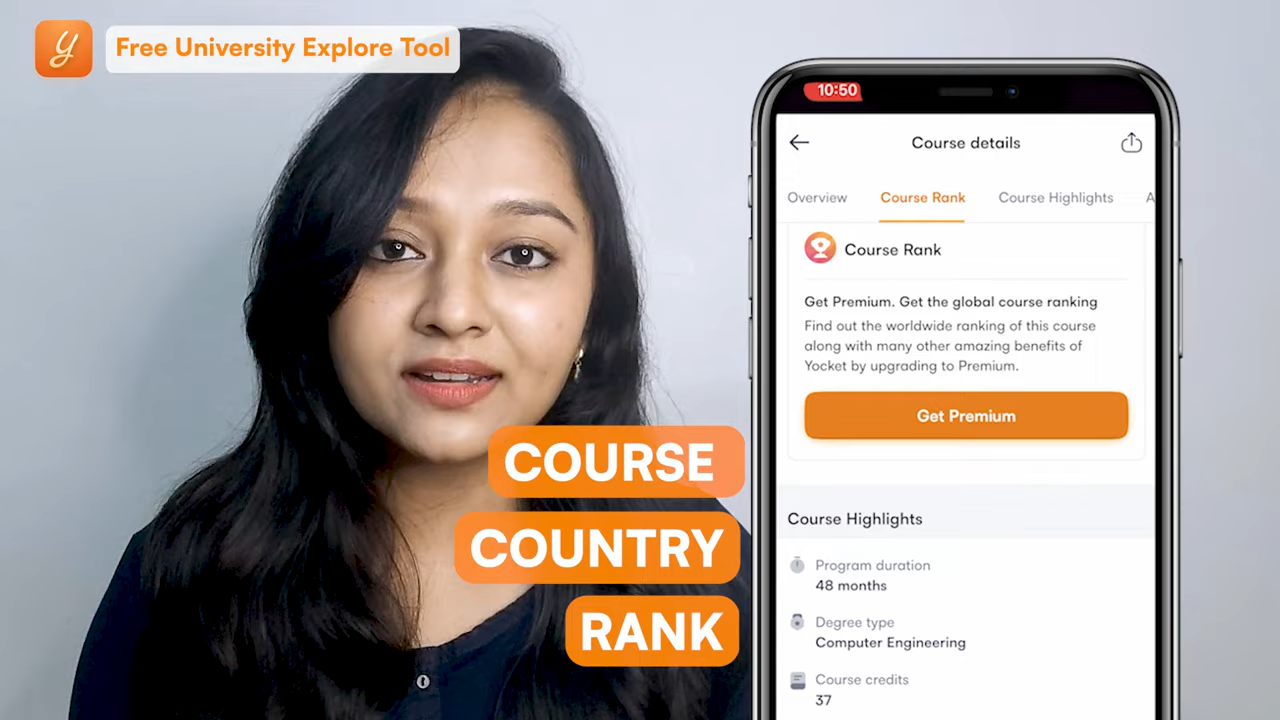 y
Free University Explore Tool
10:50
Course details
Overview
Course Rank
Course Highlights
A
Course Rank
Get Premium. Get the global course ranking
Find out the worldwide ranking of this course
along with many other amazing benefits of
Yocket by upgrading to Premium.
Get Premium
Course Highlights
Program duration
48 months
Degree type
Computer Engineering
Course credits
37
COURSE
COUNTRY
RANK